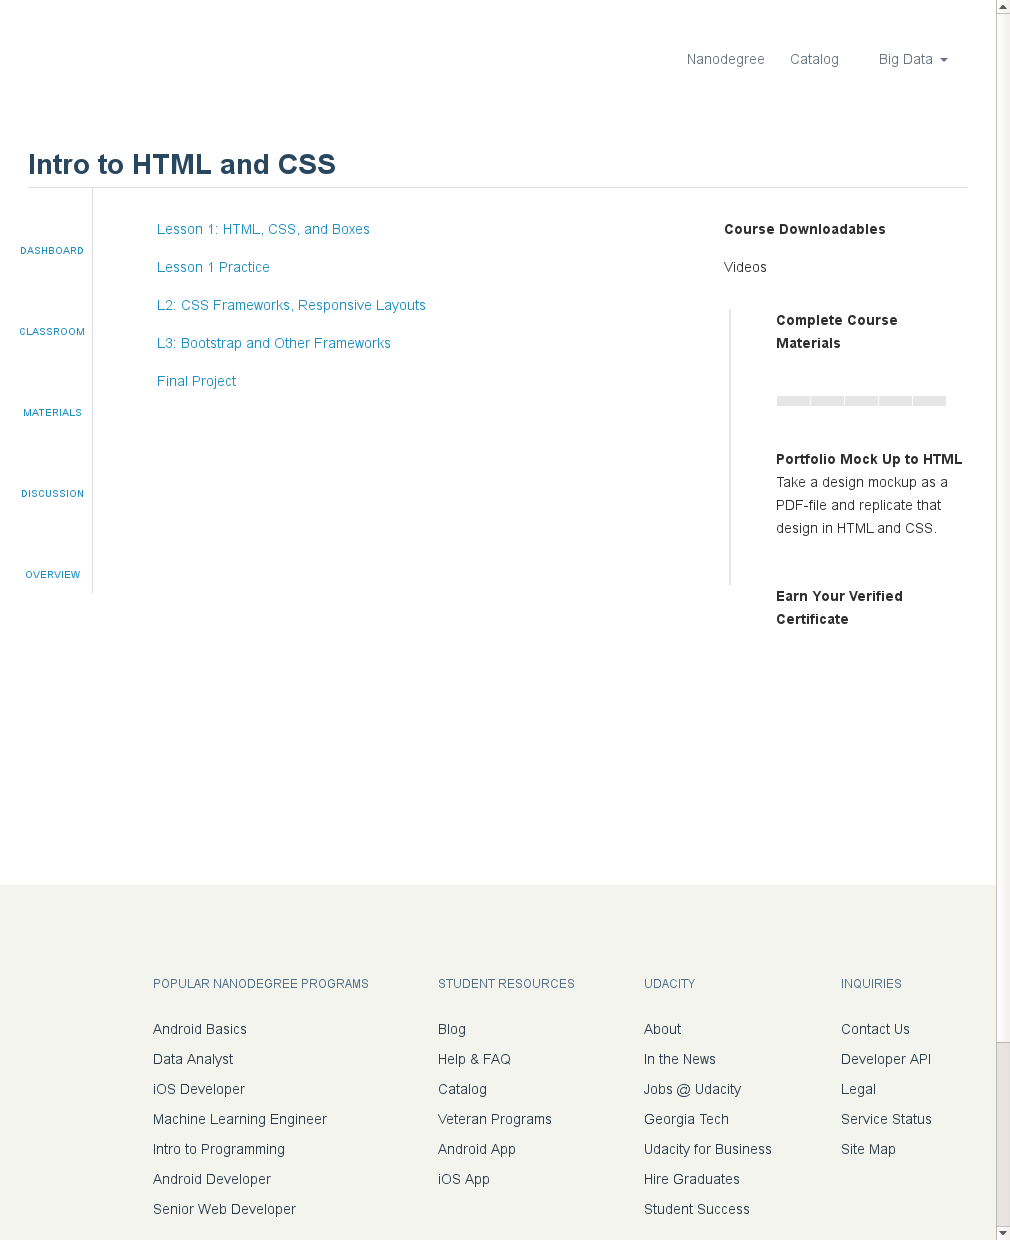 Nanodegree Catalog Big Data
Intro to HTML and CSS
DASHBOARD
CLASSROOM
MATERIALS
DISCUSSION
OVERVIEW
Lesson 1: HTML, CSS, and Boxes
Lesson 1 Practice
L2: CSS Frameworks, Responsive Layouts
L3: Bootstrap and Other Frameworks
Final Project
Course Downloadables
Videos
Complete Course
Materials
Portfolio Mock Up to HTML
Take a design mockup as a
PDF-file and replicate that
design in HTML and CSS.
Earn Your Verified
Certificate
POPULAR NANODEGREE PROGRAMS
Android Basics
Data Analyst
iOS Developer
Machine Learning Engineer
Intro to Programming
Android Developer
Senior Web Developer
STUDENT RESOURCES
Blog
Help & FAQ
Catalog
Veteran Programs
Android App
iOS App
UDACITY
About
In the News
Jobs @ Udacity
Georgia Tech
Udacity for Business
Hire Graduates
Student Success
INQUIRIES
Contact Us
Developer API
Legal
Service Status
Site Map